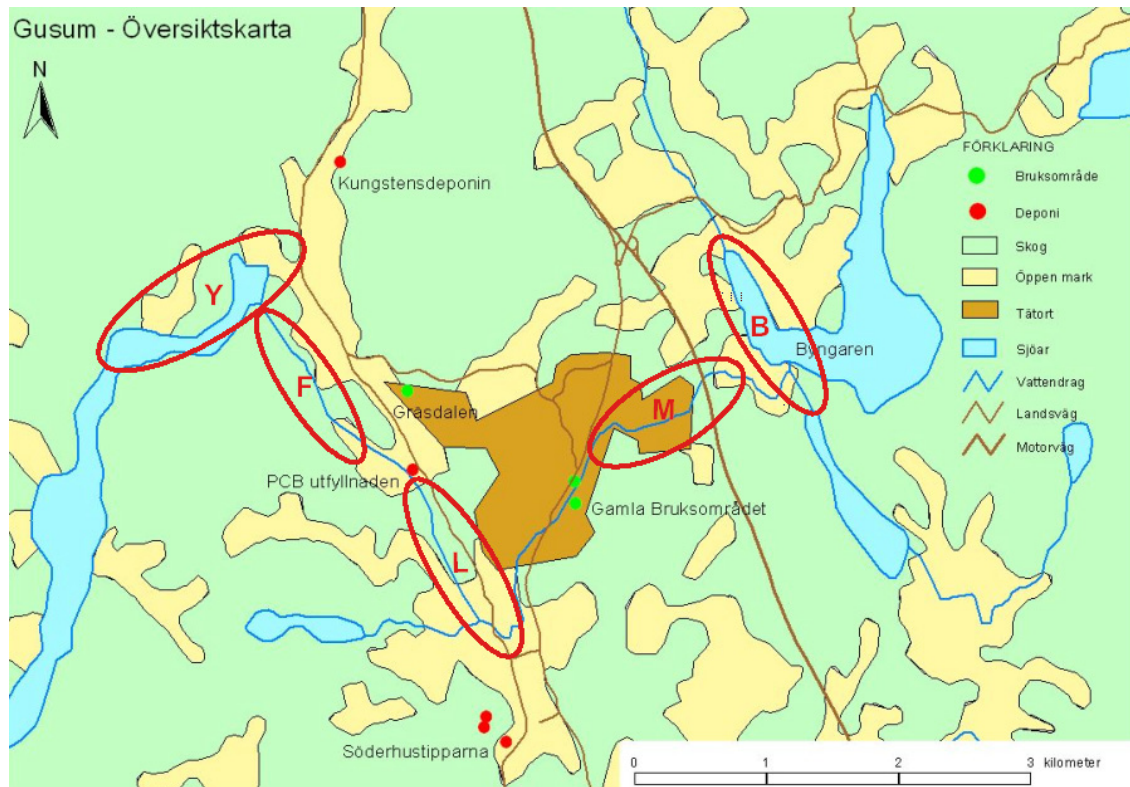 Gusum - Översiktskarta
N
Kungstensdeponin
FÖRKLARING
Bruksområde
Deponi
Skog
Öppen mark
Tätort
Sjöar
Vattendrag
Landsväg
Motorväg
Y
B
Byngaren
F
Gräsdalen
M
PCB utfyllnaden
Gamla Bruksområdet
L
Söderhustipparna
0 1 2 3 kilometer